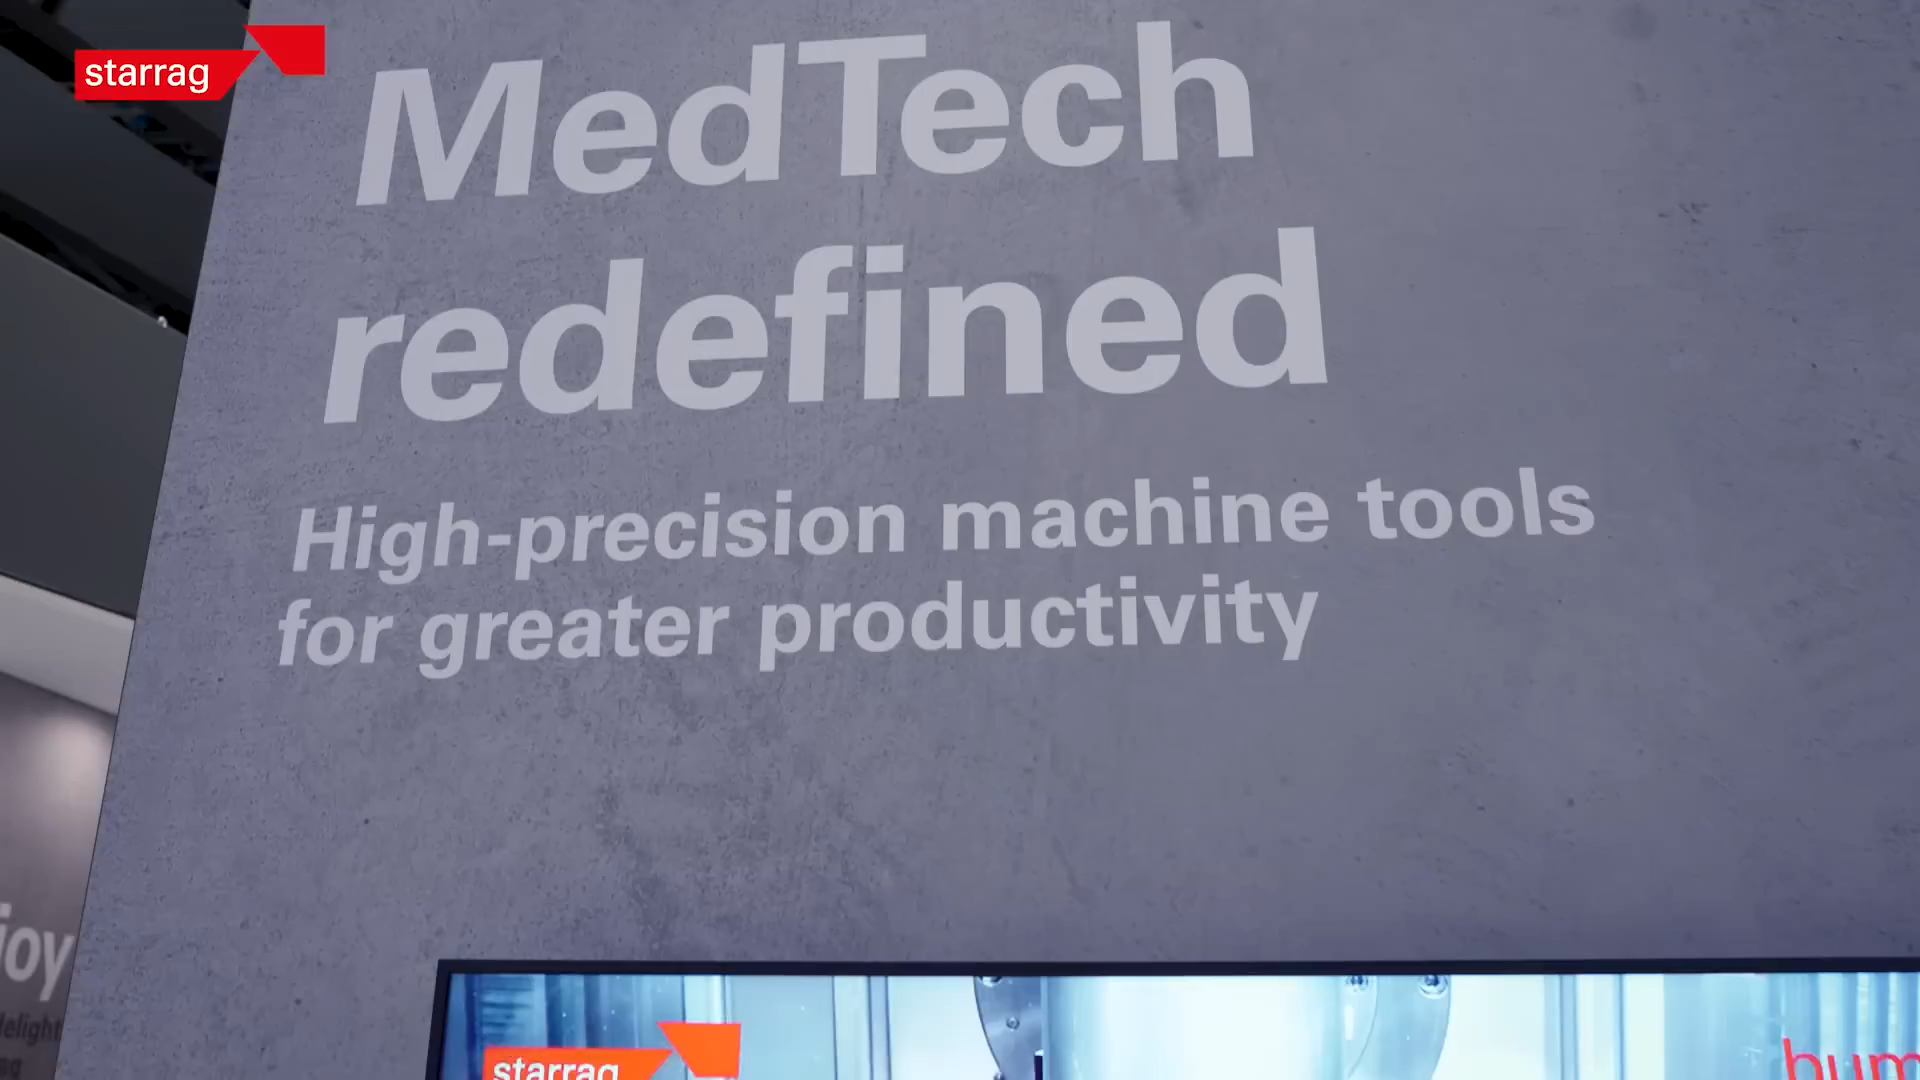 starrag
MedTech
redefined
High-precision machine tools
for greater productivity
starrag